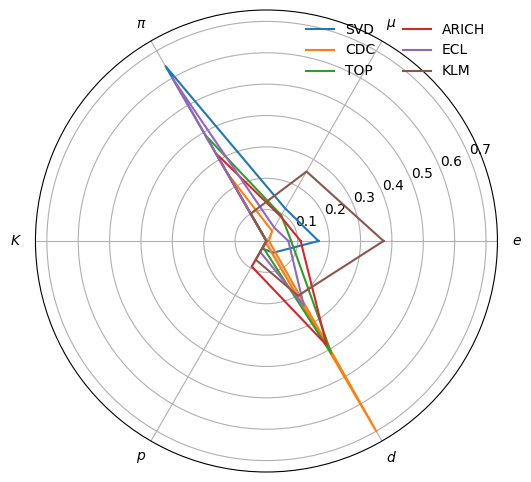 π
μ
SVD ARICH
CDC ECL
TOP KLM
0.7
0.6
0.5
0.4
0.3
0.2
0.1
K
e
p
d